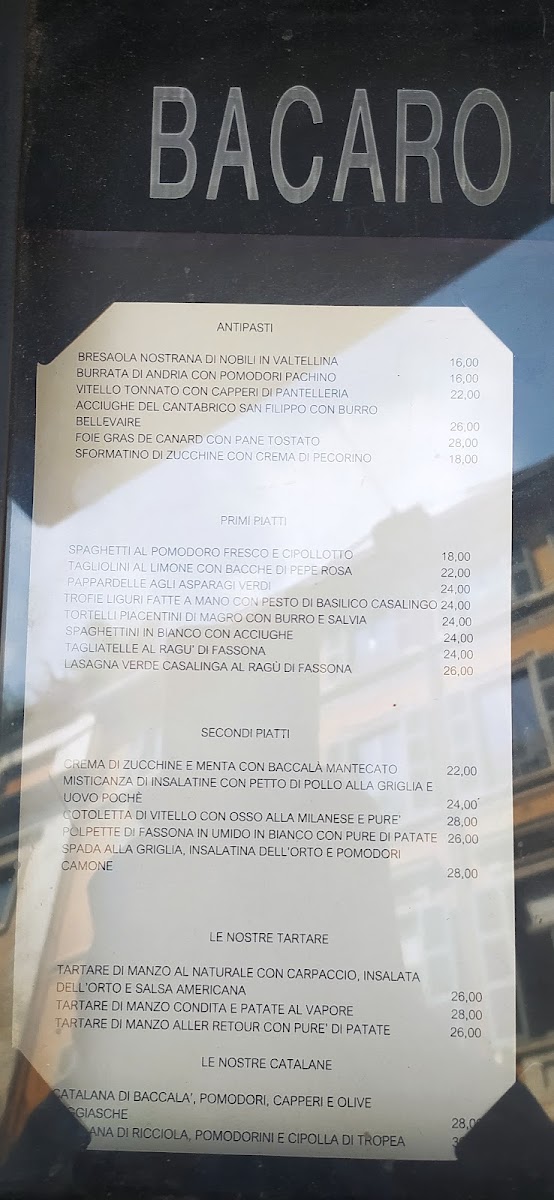 BACARO
ANTIPASTI
BRESAOLA NOSTRANA DI NOBILI IN VALTELLINA 16,00
BURRATA DI ANDRIA CON POMODORI PACHINO 16,00
VITELLO TONNATO CON CAPPERI DI PANTELLERIA 22,00
ACCIUGHE DEL CANTABRICO SAN FILIPPO CON BURRO
BELLEVAIRE 26,00
FOIE GRAS DE CANARD CON PANE TOSTATO 28,00
SFORMATINO DI ZUCCHINE CON CREMA DI PECORINO 18,00
PRIMI PIATTI
SPAGHETTI AL POMODORO FRESCO E CIPOLLOTTO 18,00
TAGLIOLINI AL LIMONE CON BACCHE DI PEPE ROSA 22,00
PAPPARDELLE AGLI ASPARAGI VERDI 24,00
TROFIE LIGURI FATTE A MANO CON PESTO DI BASILICO CASALINGO 24,00
TORTELLI PIACENTINI DI MAGRO CON BURRO E SALVIA 24,00
SPAGHETTINI IN BIANCO CON ACCIUGHE 24,00
TAGLIATELLE AL RAGU' DI FASSONA 24,00
LASAGNA VERDE CASALINGA AL RAGÙ DI FASSONA 26,00
SECONDI PIATTI
CREMA DI ZUCCHINE E MENTA CON BACCALÀ MANTECATO 22,00
MISTICANZA DI INSALATINE CON PETTO DI POLLO ALLA GRIGLIA E
UOVO POCHÈ 24,00
COTOLETTA DI VITELLO CON OSSO ALLA MILANESE E PURE' 28,00
POLPETTE DI FASSONA IN UMIDO IN BIANCO CON PURE DI PATATE 26,00
SPADA ALLA GRIGLIA, INSALATINA DELL'ORTO E POMODORI
CAMONE 28,00
LE NOSTRE TARTARE
TARTARE DI MANZO AL NATURALE CON CARPACCIO, INSALATA
DELL'ORTO E SALSA AMERICANA 26,00
TARTARE DI MANZO CONDITA E PATATE AL VAPORE 28,00
TARTARE DI MANZO ALLER RETOUR CON PURE' DI PATATE 26,00
LE NOSTRE CATALANE
CATALANA DI BACCALA', POMODORI, CAPPERI E OLIVE
28,0
DI RICCIOLA, POMODORINI E CIPOLLA DI TROPEA